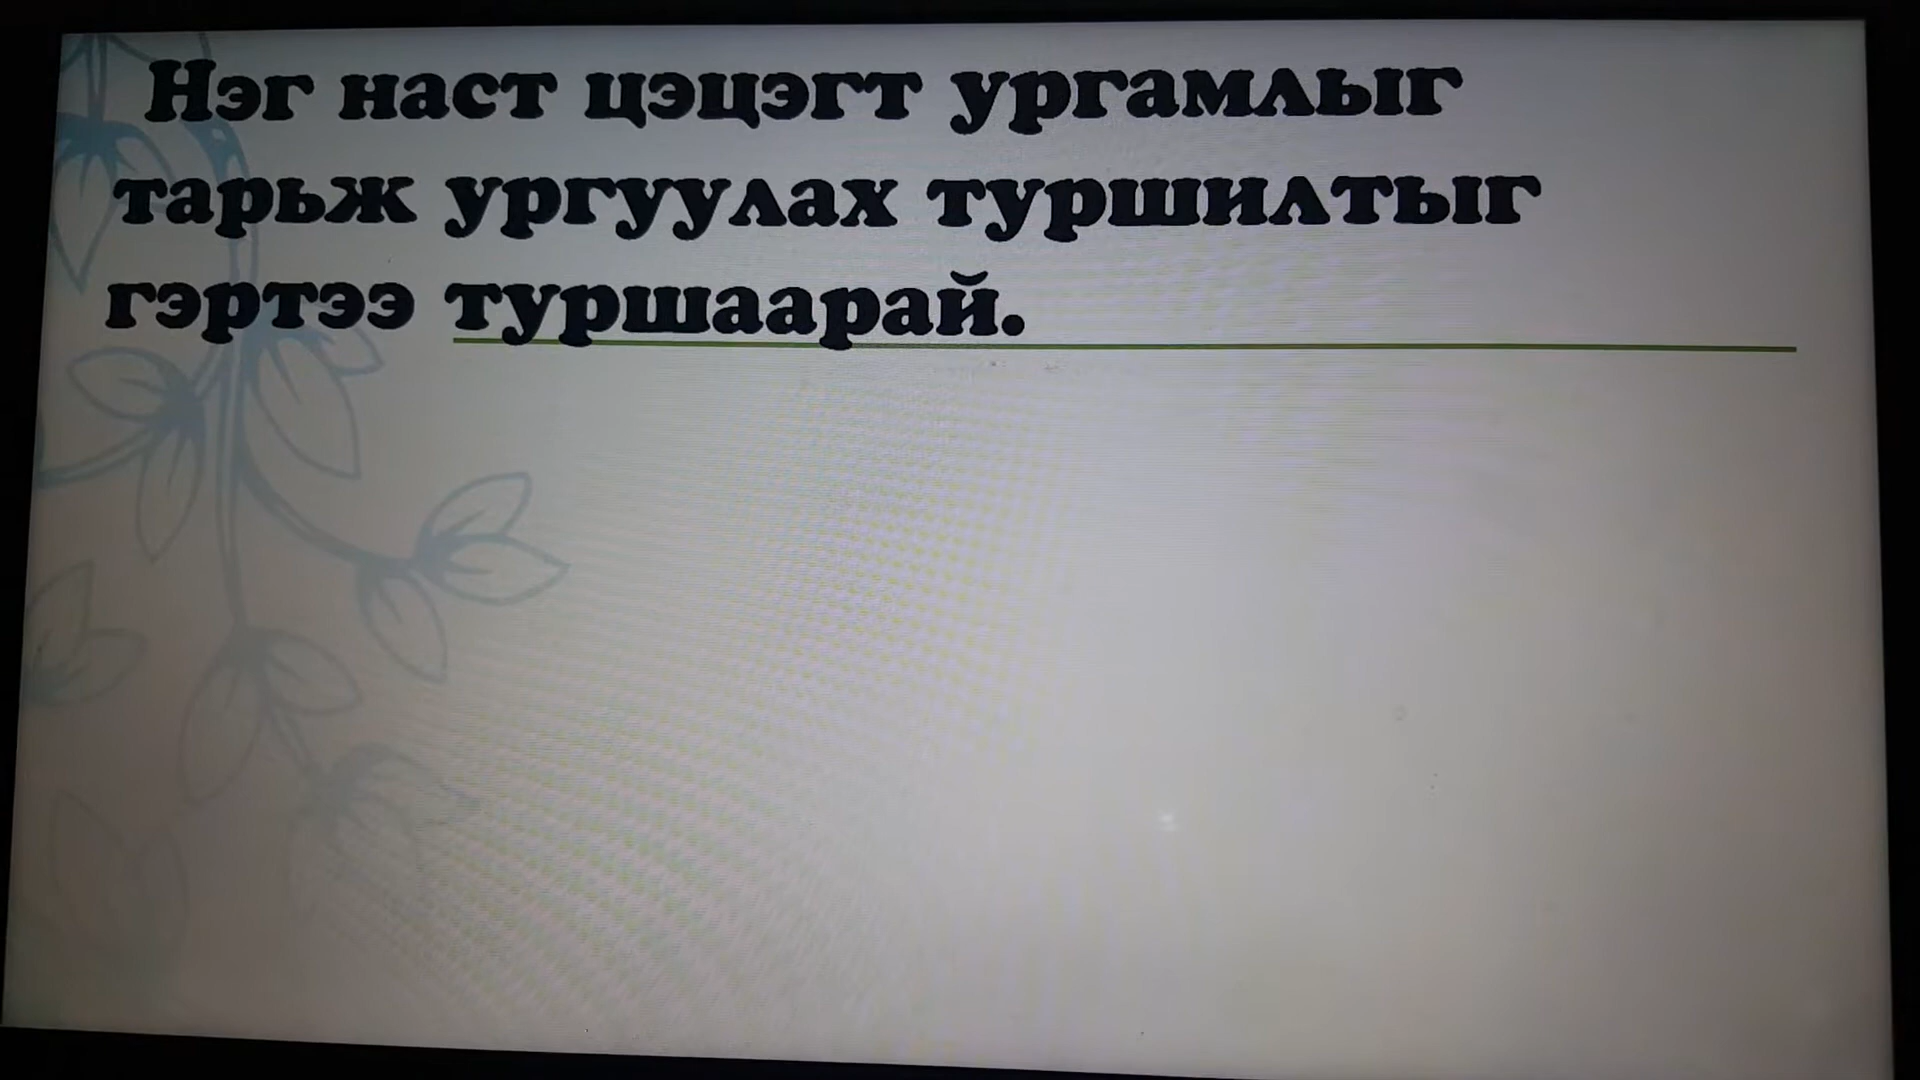 Нэг наст цэцэгт ургамлыг
тарьж ургуулах туршилтыг
гэртээ туршаарай.